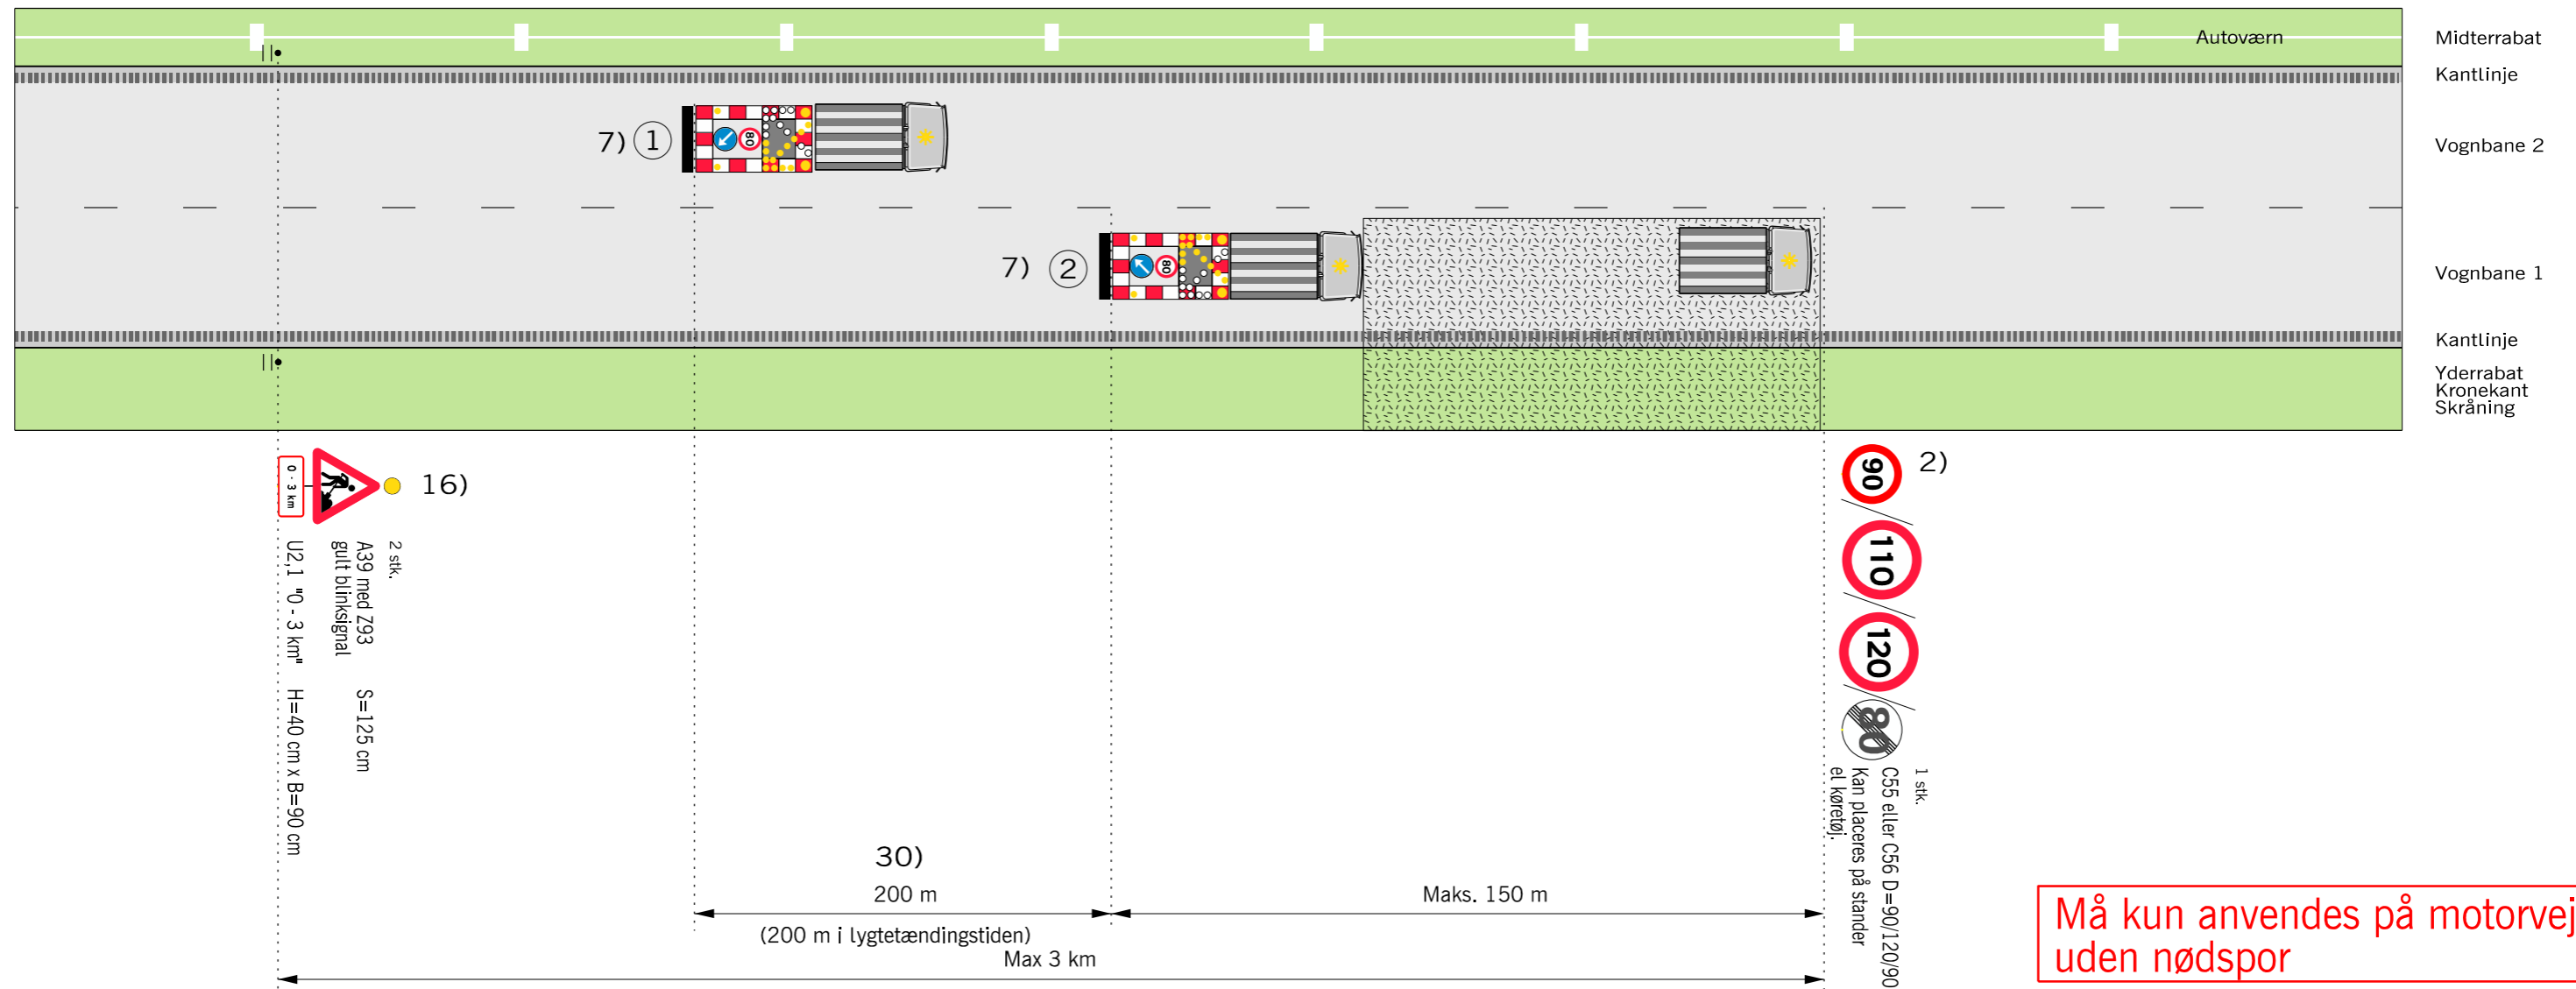 Autoværn
Midterrabat
Kantlinje
Vognbane 2
7) 1
80
7) 2
80
Vognbane 1
Kantlinje
Yderrabat
Kronekant
Skråning
0 - 3 km
16)
2 stk.
A39 med Z93 S=125 cm
gult blinksignal
U2,1 "0 - 3 km" H=40 cm x B=90 cm
90
2)
110
120
80
1 stk.
C55 eller C56 D=90/120/90
Kan placeres på stander
el. køretøj.
30)
200 m
Maks. 150 m
(200 m i lygtetændingstiden)
Max 3 km
Må kun anvendes på motorvej
uden nødspor